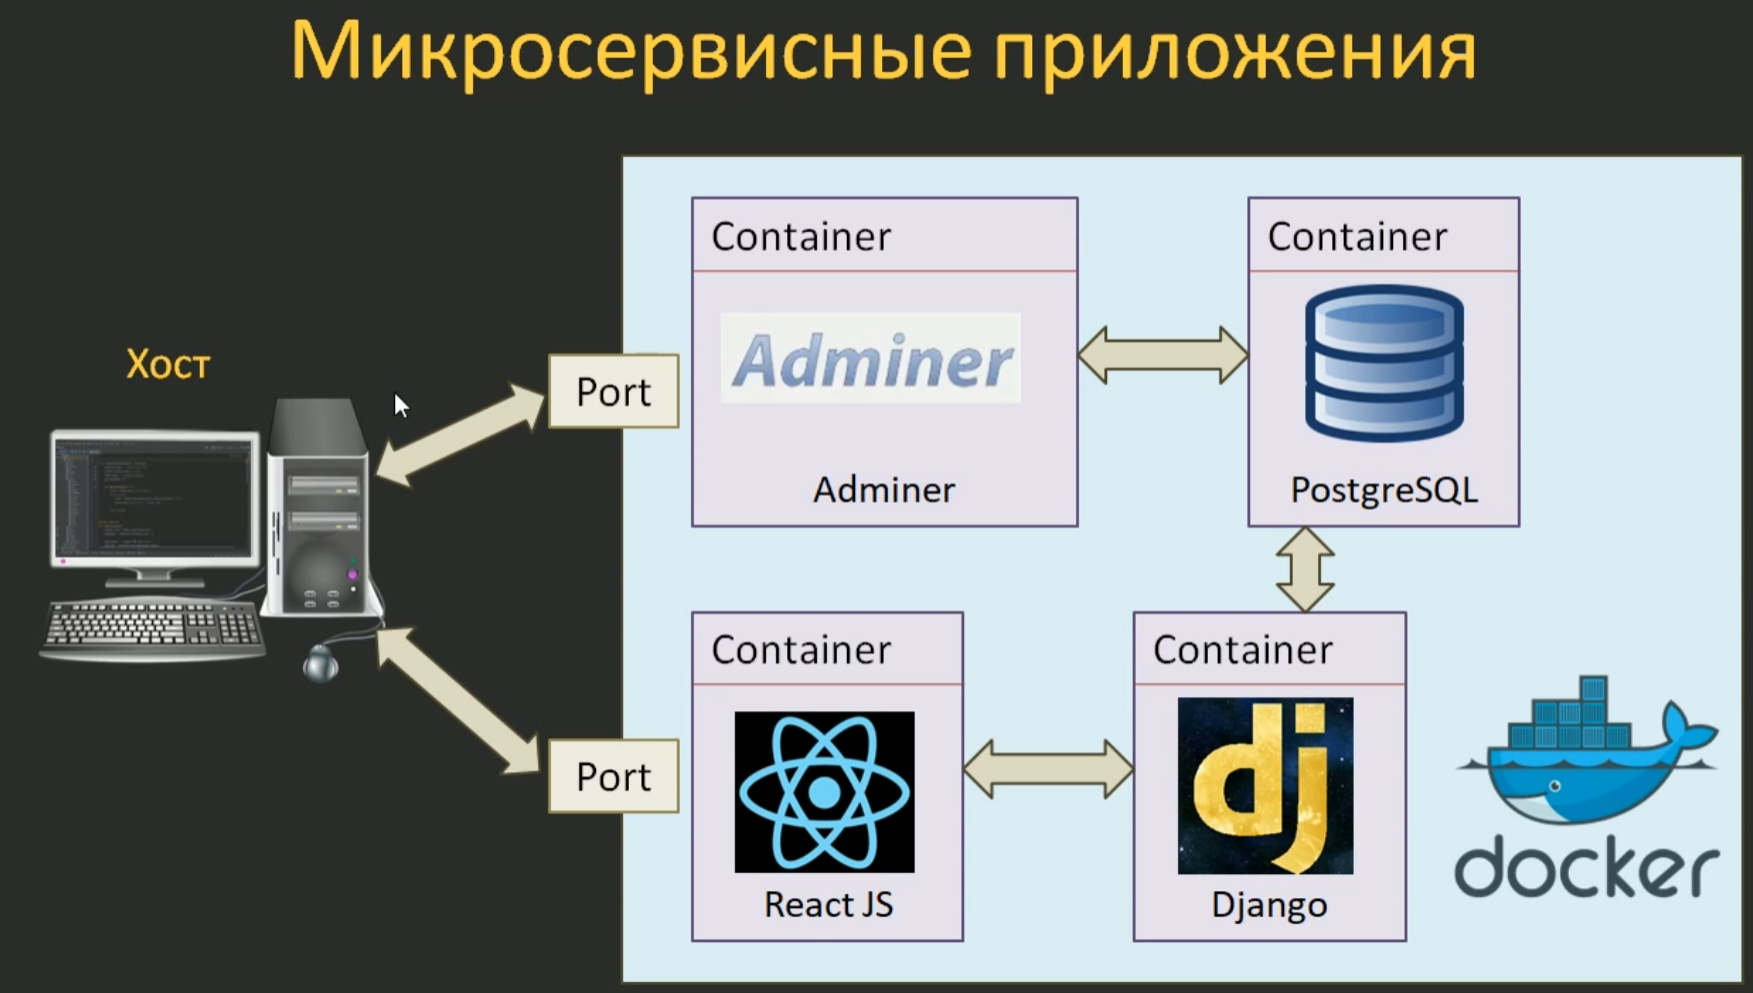 Микросервисные приложения
Хост
Port
Port
Container
Adminer
Adminer
Container
PostgreSQL
Container
React JS
Container
dj
Django
docker